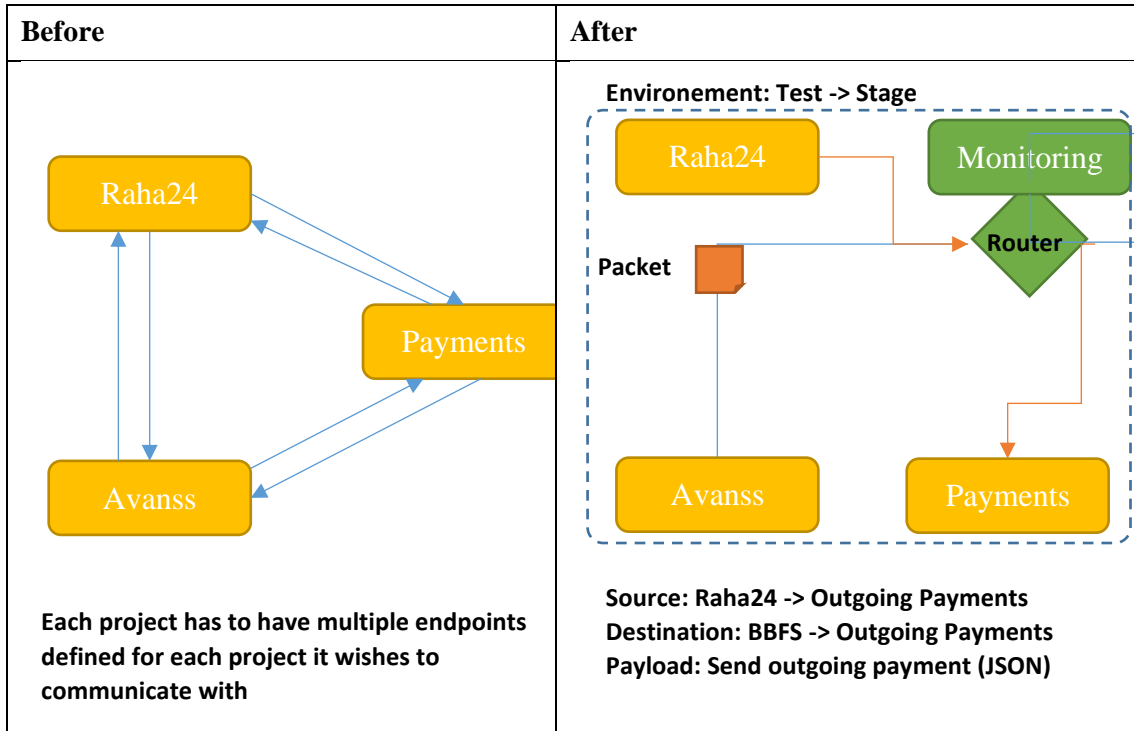 Before
After
Raha24
Payments
Avanss
Each project has to have multiple endpoints
defined for each project it wishes to
communicate with
Environement: Test -> Stage
Raha24
Monitoring
Router
Packet
Avanss
Payments
Source: Raha24 -> Outgoing Payments
Destination: BBFS -> Outgoing Payments
Payload: Send outgoing payment (JSON)